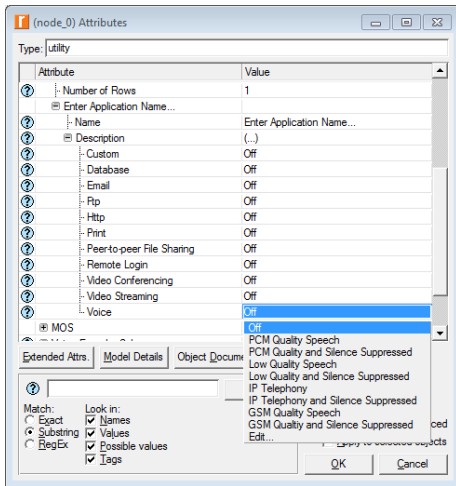 (node_0) Attributes
Type: utility
Attribute Value
Number of Rows 1
Enter Application Name...
Name Enter Application Name...
Description (...)
Custom Off
Database Off
Email Off
Ftp Off
Http Off
Print Off
Peer-to-peer File Sharing Off
Remote Login Off
Video Conferencing Off
Video Streaming Off
Voice Off
MOS
Off
PCM Quality Speech
PCM Quality and Silence Suppressed
Low Quality Speech
Low Quality and Silence Suppressed
IP Telephony
IP Telephony and Silence Suppressed
GSM Quality Speech
GSM Qualtiy and Silence Suppressed
Edit...
Extended Attrs. Model Details Object Docume
Match: Look in:
Exact Names
Substring Values
RegEx Possible values
Tags
ced
Apply to selected objects
OK Cancel